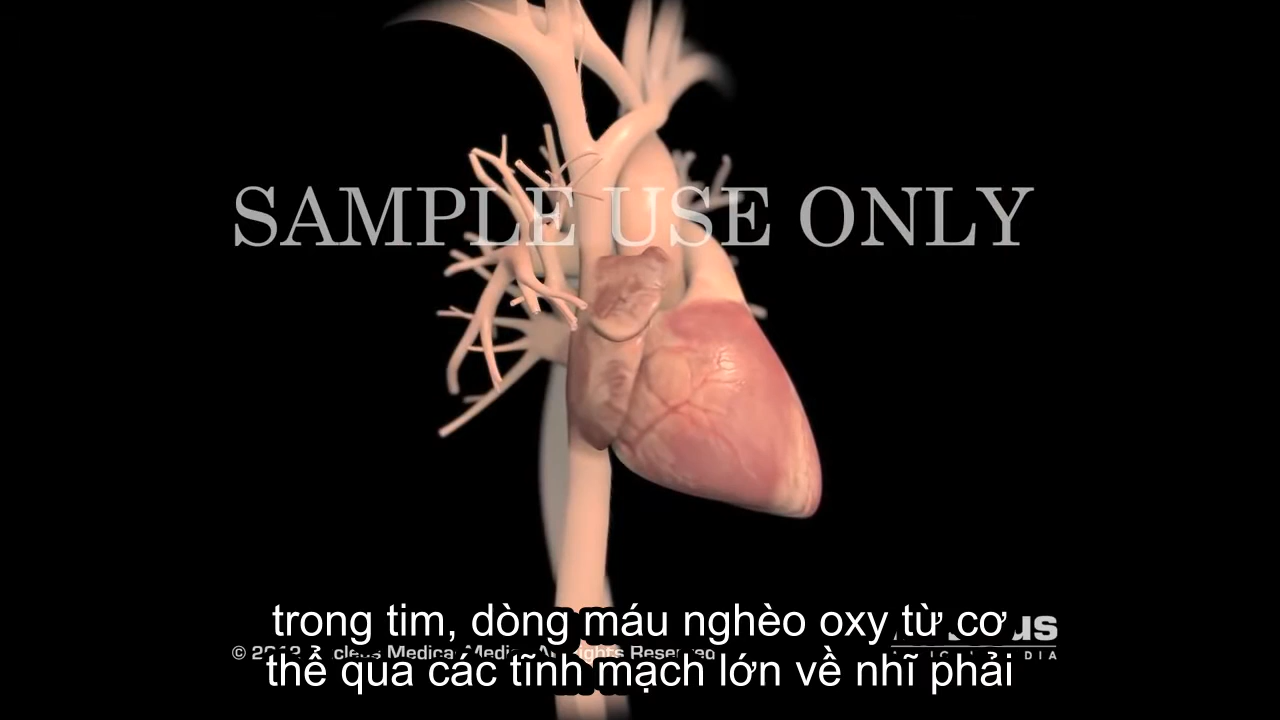 SAMPLE USE ONLY
trong tim, dòng máu nghèo oxy từ cơ
thể qua các tĩnh mạch lớn về nhĩ phải